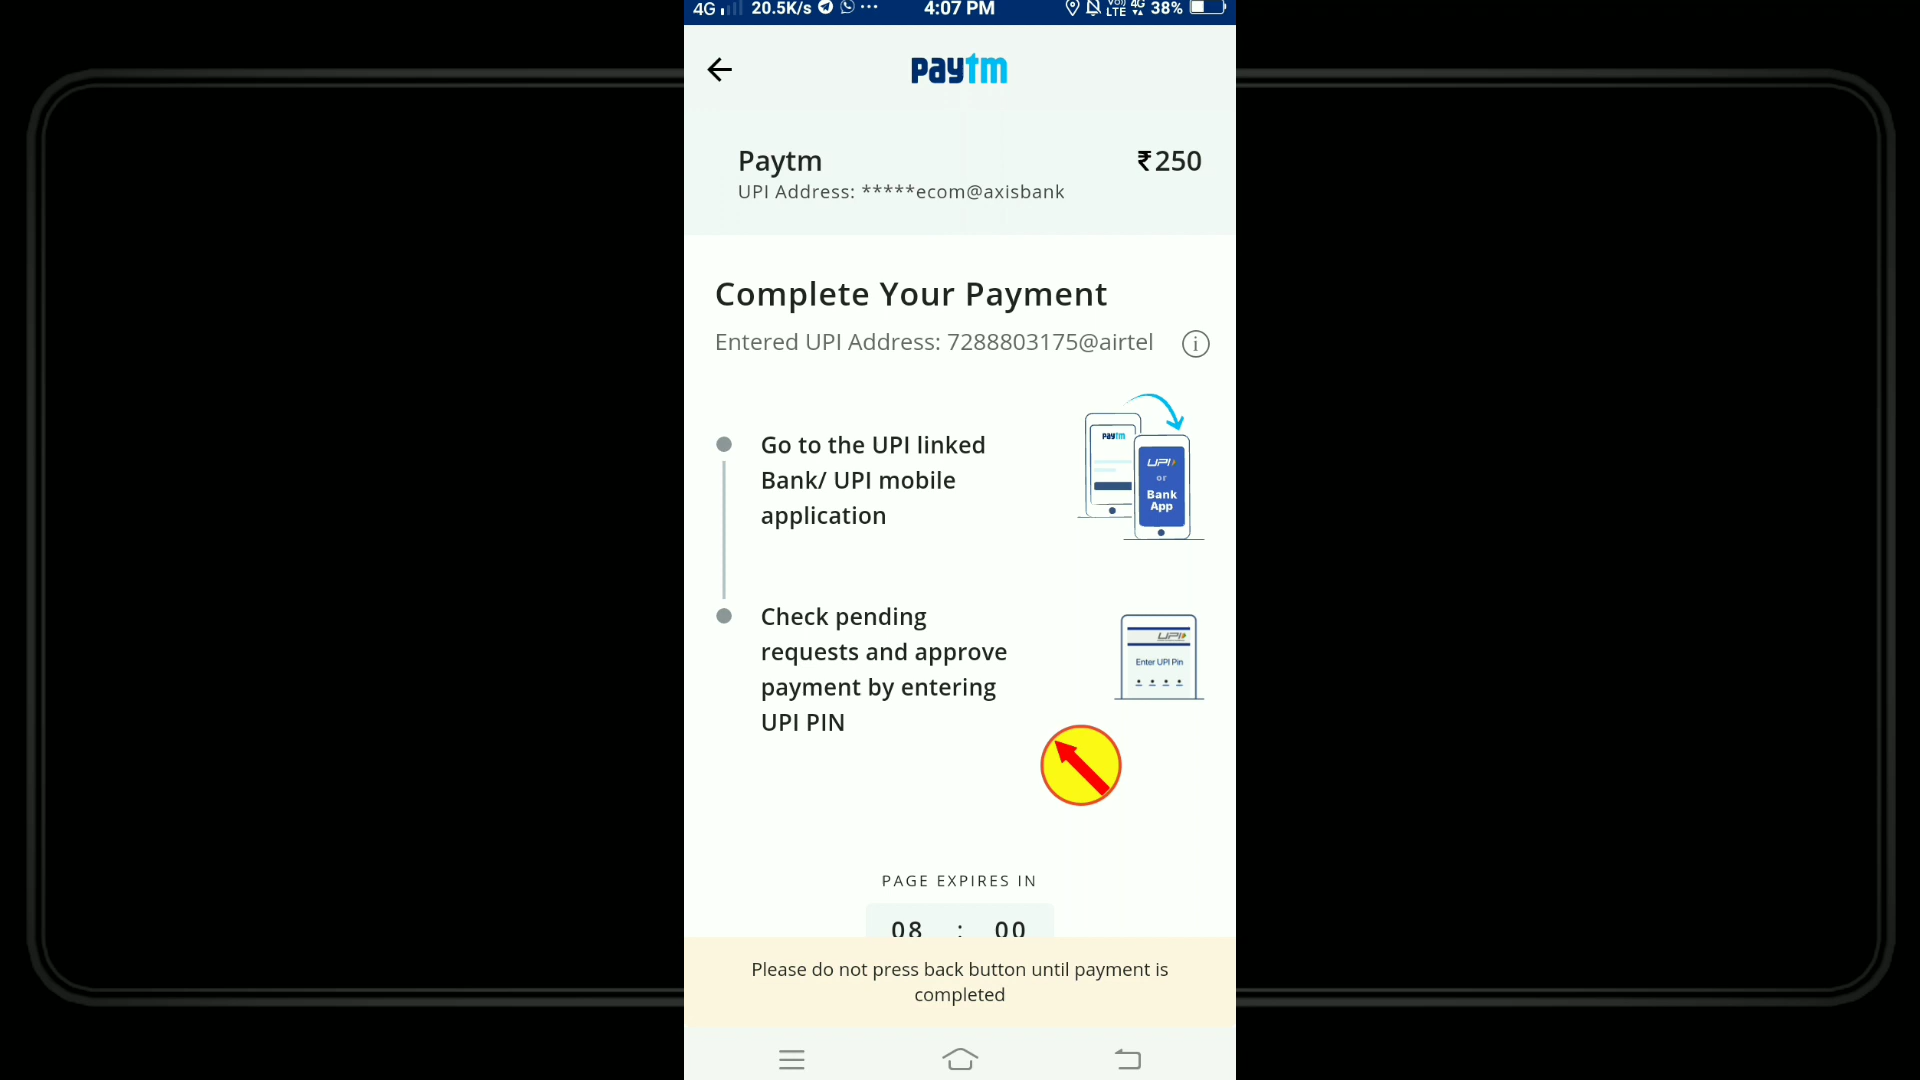 4G 20.5K/s ... 4:07 PM VO) LTE 4G 38%
paytm
Paytm ₹250
UPI Address: *****ecom@axisbank
Complete Your Payment
Entered UPI Address: 7288803175@airtel i
Go to the UPI linked
Bank/ UPI mobile
application
paytm
UPI
or
Bank
App
Check pending
requests and approve
payment by entering
UPI PIN
UPI
Enter UPI Pin
PAGE EXPIRES IN
08 : 00
Please do not press back button until payment is
completed